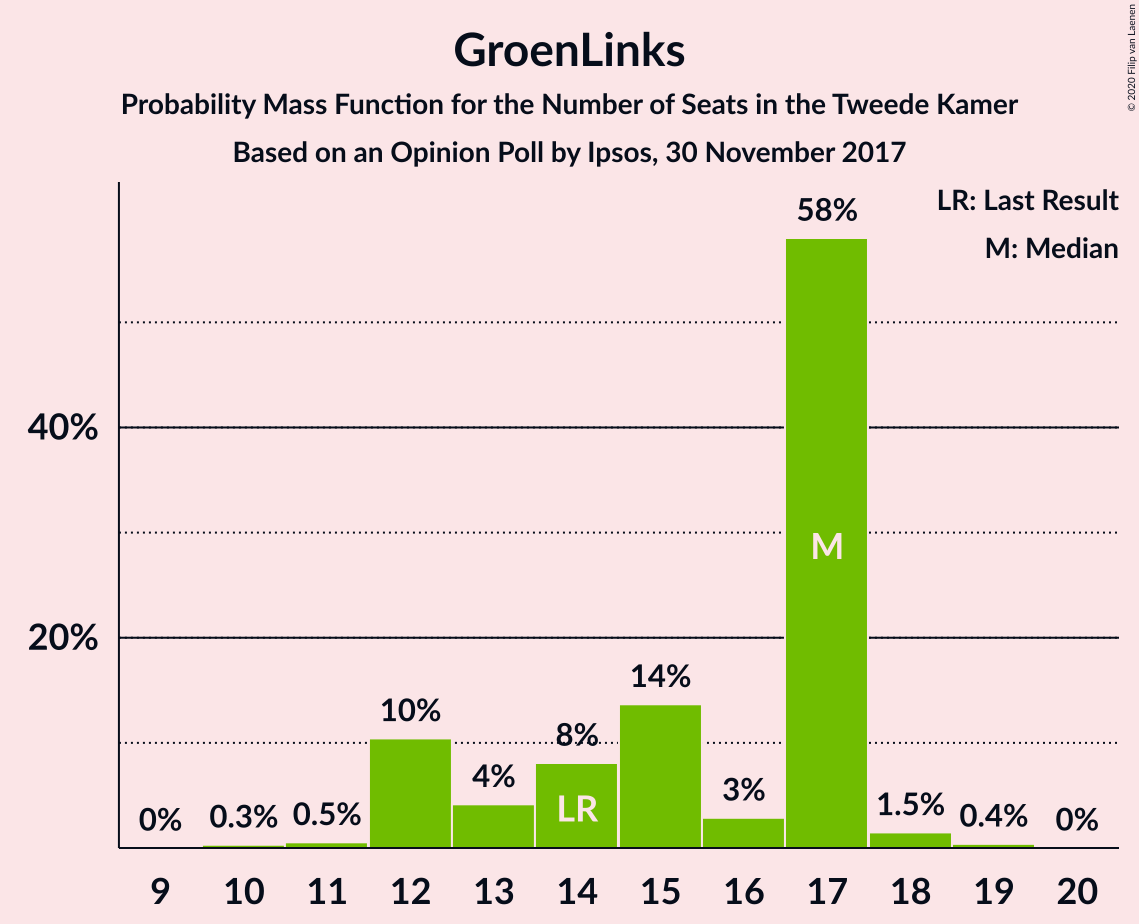 GroenLinks
Probability Mass Function for the Number of Seats in the Tweede Kamer
Based on an Opinion Poll by Ipsos, 30 November 2017
© 2020 Filip van Laenen
LR: Last Result
M: Median
58%
40%
M
20%
14%
10%
8%
4%
3%
LR
0%
0.3%
0.5%
1.5%
0.4%
0%
9 10 11 12 13 14 15 16 17 18 19 20